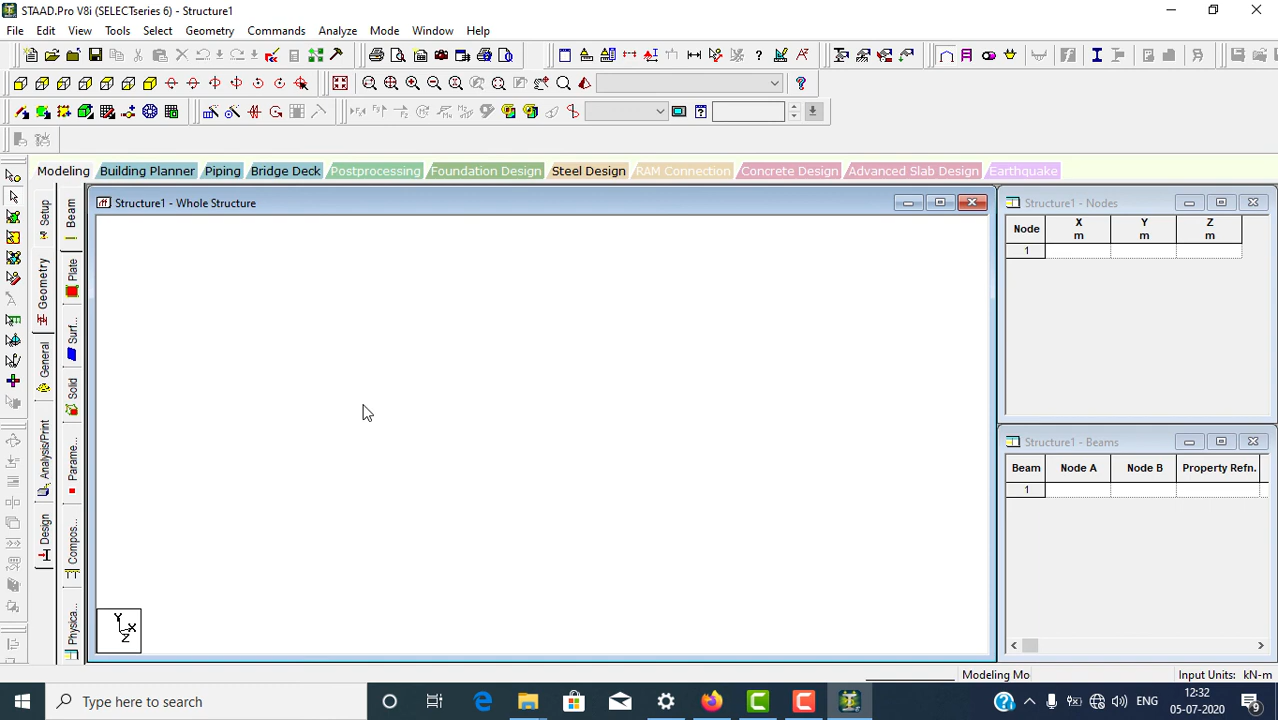 STAAD.Pro V8i (SELECTseries 6) - Structure1
File Edit View Tools Select Geometry Commands Analyze Mode Window Help
Modeling Building Planner Piping Bridge Deck Postprocessing Foundation Design Steel Design RAM Connection Concrete Design Advanced Slab Design Earthquake
Setup
Geometry
General
Analysis/Print
Design
Beam
Plate
Surf...
Solid
Parame...
Compos...
Physica...
Structure1 - Whole Structure
Y
X
Z
Structure1 - Nodes
Node X m Y m Z m
1
Structure1 - Beams
Beam Node A Node B Property Refn.
1
Modeling Mo Input Units: kN-m
Type here to search
ENG
12:32
05-07-2020
9